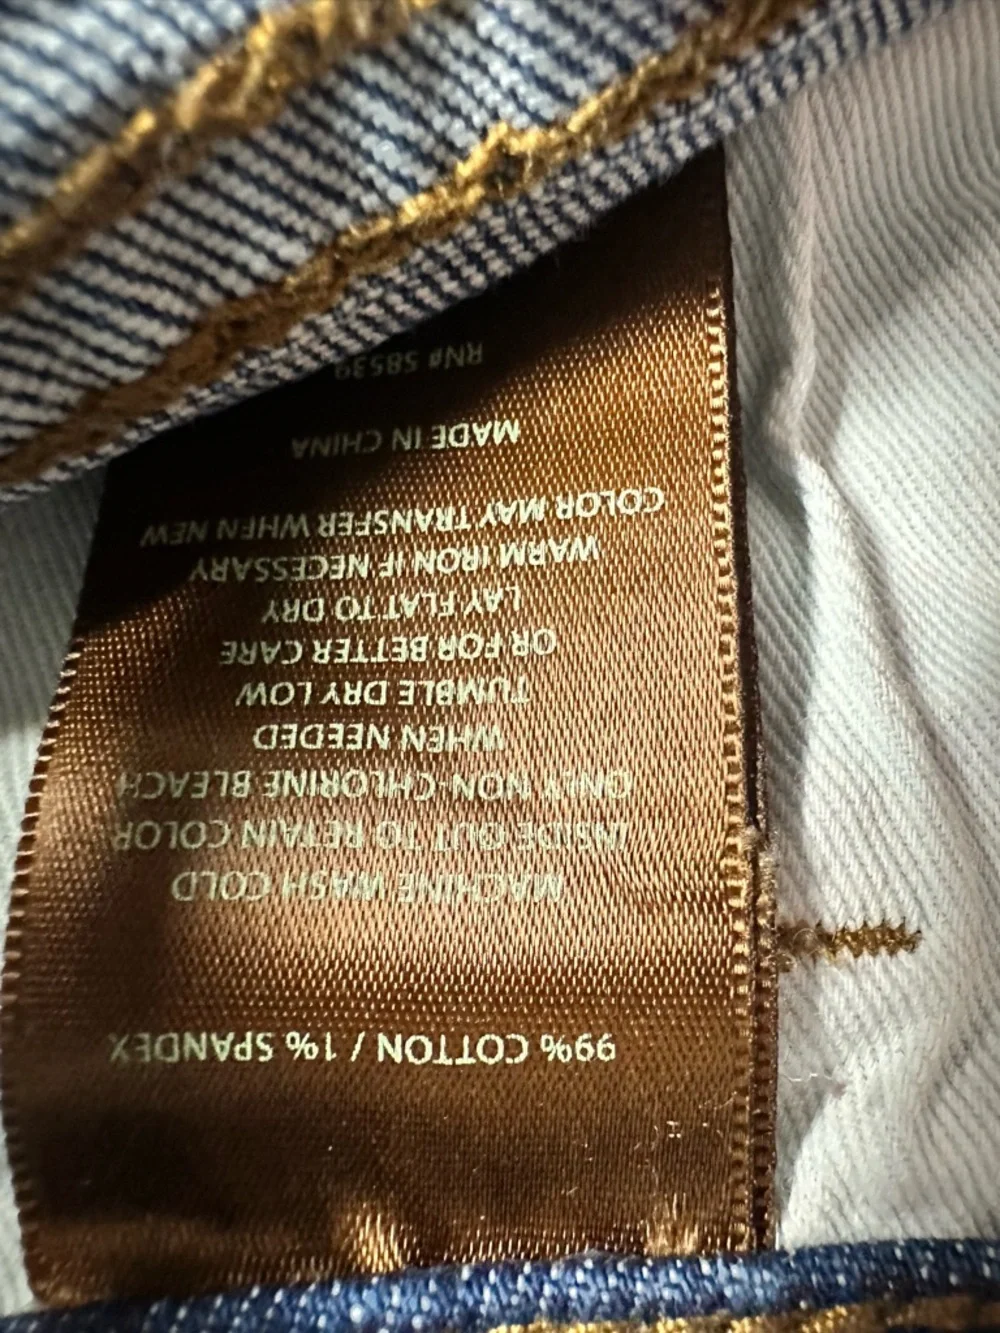 99% COTTON / 1% SPANDEX
MACHINE WASH COLD
INSIDE OUT TO RETAIN COLOR
ONLY NON-CHLORINE BLEACH
WHEN NEEDED
TUMBLE DRY LOW
OR FOR BETTER CARE
LAY FLAT TO DRY
WARM IRON IF NECESSARY
COLOR MAY TRANSFER WHEN NEW
MADE IN CHINA
RN# 58539